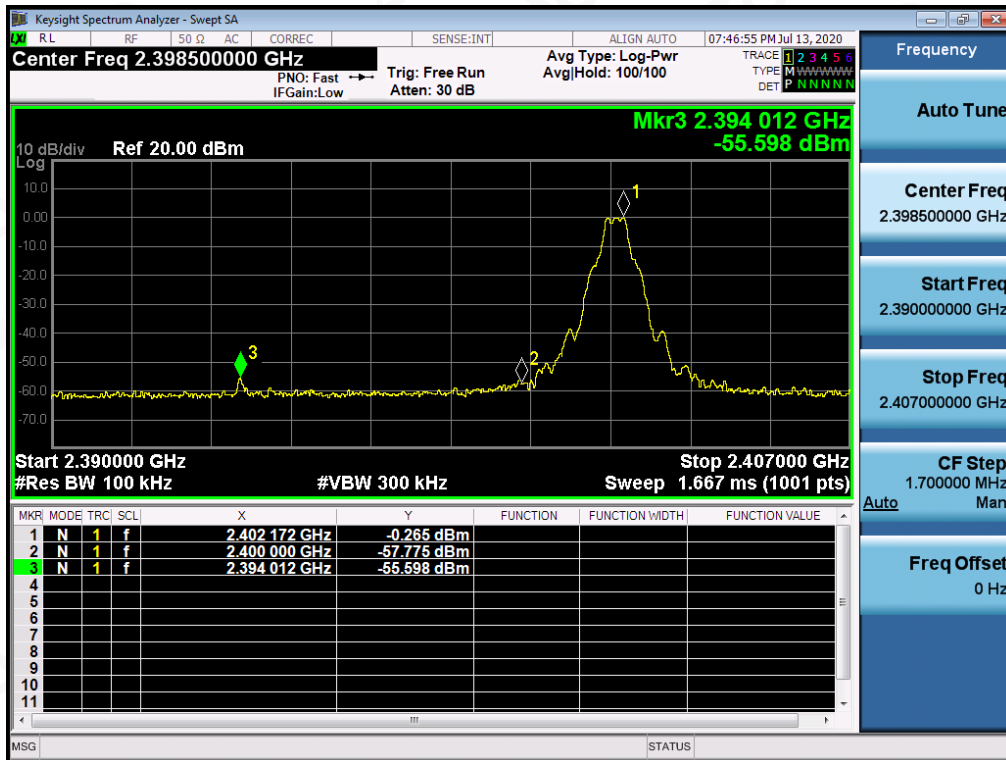 Keysight Spectrum Analyzer - Swept SA
LXI RL RF 50 Ω AC CORREC SENSE:INT ALIGN AUTO 07:46:55 PM Jul 13, 2020
Center Freq 2.398500000 GHz
PNO: Fast
IFGain:Low
Trig: Free Run
Atten: 30 dB
Avg Type: Log-Pwr
Avg|Hold: 100/100
TRACE 1 2 3 4 5 6
TYPE M WWWWW
DET P N N N N N
Mkr3 2.394 012 GHz
-55.598 dBm
10 dB/div Ref 20.00 dBm
Log
10.0
0.00
-10.0
-20.0
-30.0
-40.0
-50.0
-60.0
-70.0
1
2
3
Start 2.390000 GHz Stop 2.407000 GHz
#Res BW 100 kHz #VBW 300 kHz Sweep 1.667 ms (1001 pts)
MKR MODE TRC SCL X Y FUNCTION FUNCTION WIDTH FUNCTION VALUE
1 N 1 f 2.402 172 GHz -0.265 dBm
2 N 1 f 2.400 000 GHz -57.775 dBm
3 N 1 f 2.394 012 GHz -55.598 dBm
4
5
6
7
8
9
10
11
MSG STATUS
Frequency
Auto Tune
Center Freq
2.398500000 GHz
Start Freq
2.390000000 GHz
Stop Freq
2.407000000 GHz
CF Step
1.700000 MHz
Auto Man
Freq Offset
0 Hz